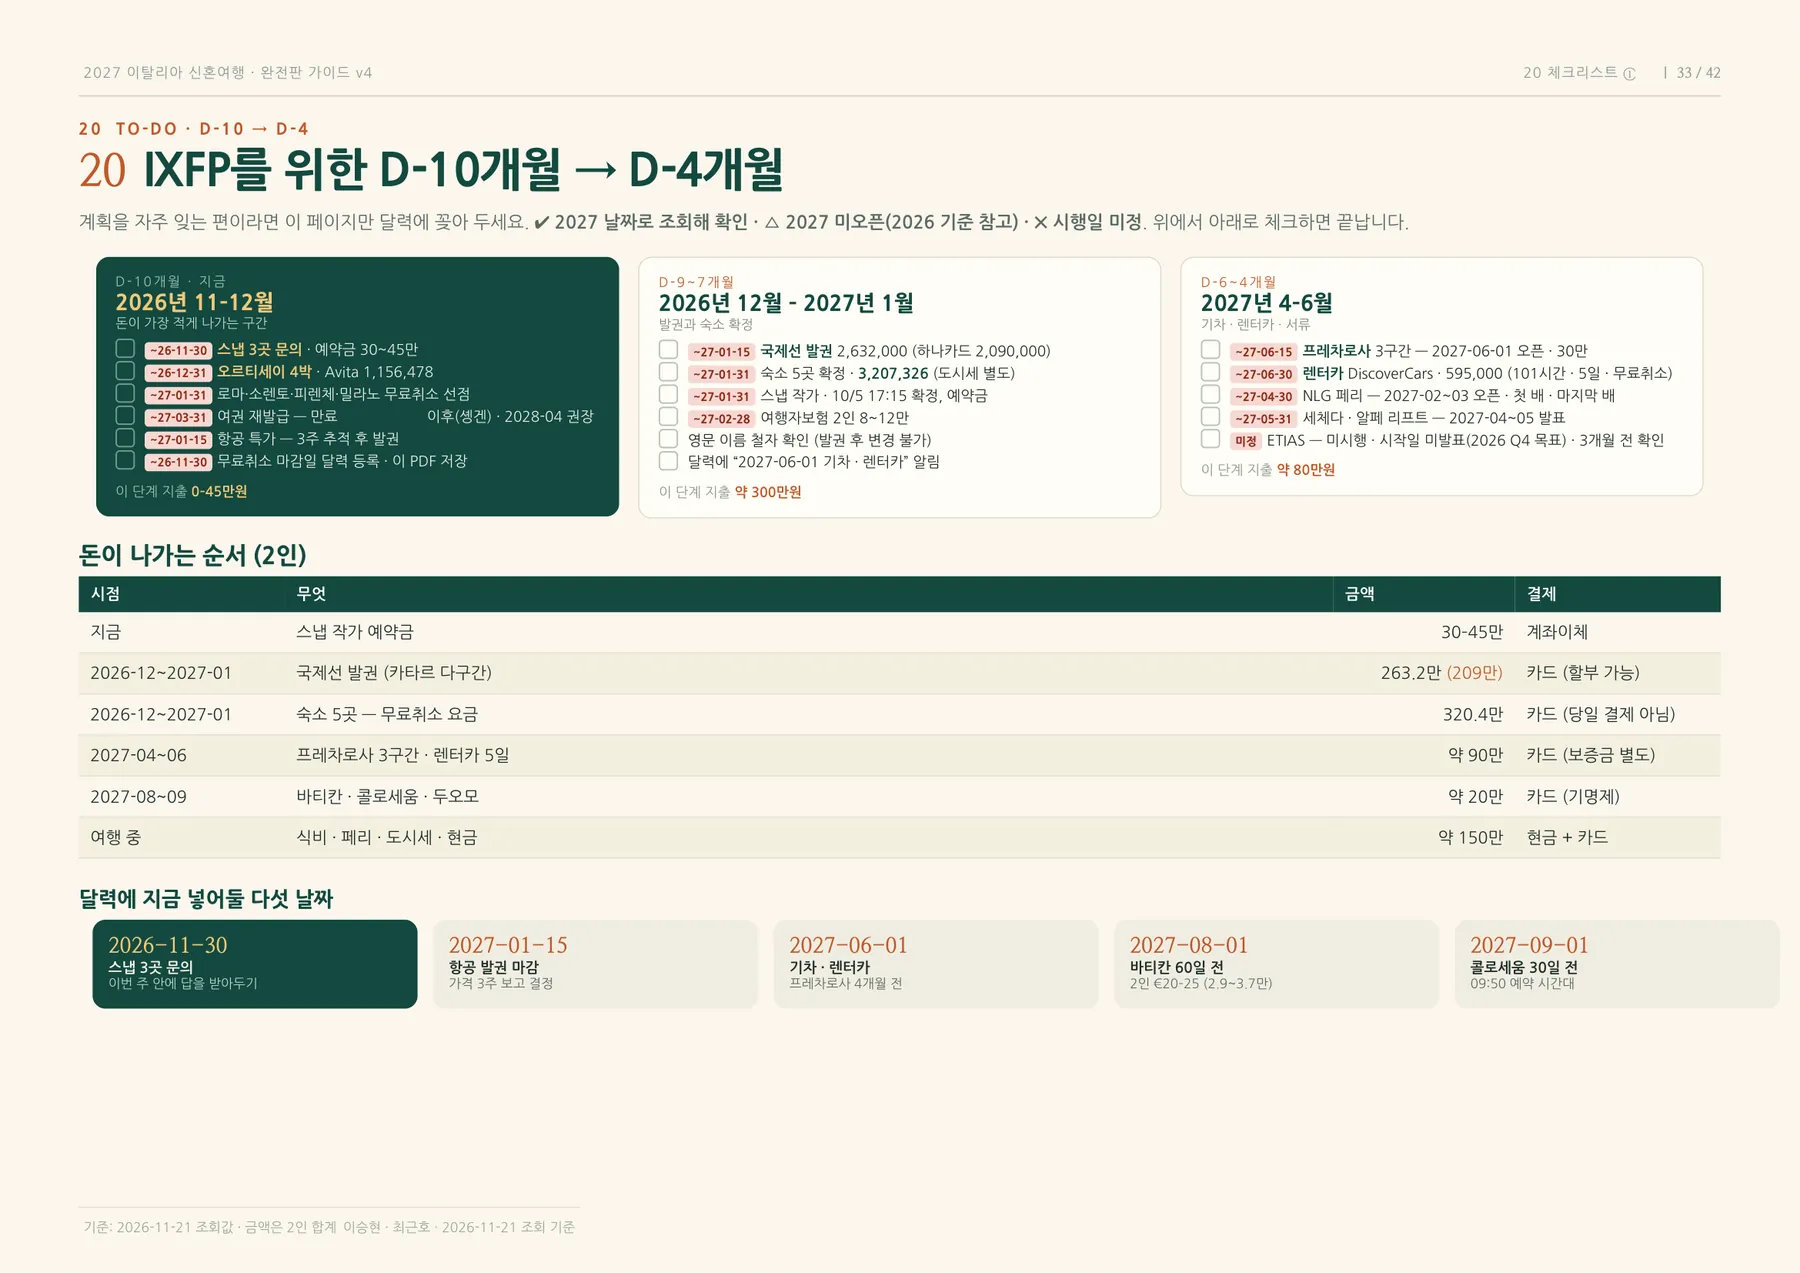 2027 이탈리아 신혼여행 · 완전판 가이드 v4
20 체크리스트 ① | 33 / 42
20 TO-DO · D-10 → D-4
20 IXFP를 위한 D-10개월 → D-4개월
계획을 자주 잊는 편이라면 이 페이지만 달력에 꽂아 두세요. ✔ 2027 날짜로 조회해 확인 · △ 2027 미오픈(2026 기준 참고) · ✕ 시행일 미정. 위에서 아래로 체크하면 끝납니다.
D-10개월 · 지금
2026년 11-12월
돈이 가장 적게 나가는 구간
~26-11-30 스냅 3곳 문의 · 예약금 30~45만
~26-12-31 오르티세이 4박 · Avita 1,156,478
~27-01-31 로마·소렌토·피렌체·밀라노 무료취소 선점
~27-03-31 여권 재발급 — 만료 이후(솅겐) · 2028-04 권장
~27-01-15 항공 특가 — 3주 추적 후 발권
~26-11-30 무료취소 마감일 달력 등록 · 이 PDF 저장
이 단계 지출 0-45만원
D-9~7개월
2026년 12월 - 2027년 1월
발권과 숙소 확정
~27-01-15 국제선 발권 2,632,000 (하나카드 2,090,000)
~27-01-31 숙소 5곳 확정 · 3,207,326 (도시세 별도)
~27-01-31 스냅 작가 · 10/5 17:15 확정, 예약금
~27-02-28 여행자보험 2인 8~12만
영문 이름 철자 확인 (발권 후 변경 불가)
달력에 “2027-06-01 기차 · 렌터카” 알림
이 단계 지출 약 300만원
D-6~4개월
2027년 4-6월
기차 · 렌터카 · 서류
~27-06-15 프레차로사 3구간 — 2027-06-01 오픈 · 30만
~27-06-30 렌터카 DiscoverCars · 595,000 (101시간 · 5일 · 무료취소)
~27-04-30 NLG 페리 — 2027-02~03 오픈 · 첫 배 · 마지막 배
~27-05-31 세체다 · 알페 리프트 — 2027-04~05 발표
미정 ETIAS — 미시행 · 시작일 미발표(2026 Q4 목표) · 3개월 전 확인
이 단계 지출 약 80만원
돈이 나가는 순서 (2인)
시점 무엇 금액 결제
지금 스냅 작가 예약금 30-45만 계좌이체
2026-12~2027-01 국제선 발권 (카타르 다구간) 263.2만 (209만) 카드 (할부 가능)
2026-12~2027-01 숙소 5곳 — 무료취소 요금 320.4만 카드 (당일 결제 아님)
2027-04~06 프레차로사 3구간 · 렌터카 5일 약 90만 카드 (보증금 별도)
2027-08~09 바티칸 · 콜로세움 · 두오모 약 20만 카드 (기명제)
여행 중 식비 · 페리 · 도시세 · 현금 약 150만 현금 + 카드
달력에 지금 넣어둘 다섯 날짜
2026-11-30
스냅 3곳 문의
이번 주 안에 답을 받아두기
2027-01-15
항공 발권 마감
가격 3주 보고 결정
2027-06-01
기차 · 렌터카
프레차로사 4개월 전
2027-08-01
바티칸 60일 전
2인 €20-25 (2.9~3.7만)
2027-09-01
콜로세움 30일 전
09:50 예약 시간대
기준: 2026-11-21 조회값 · 금액은 2인 합계 이승현 · 최근호 · 2026-11-21 조회 기준